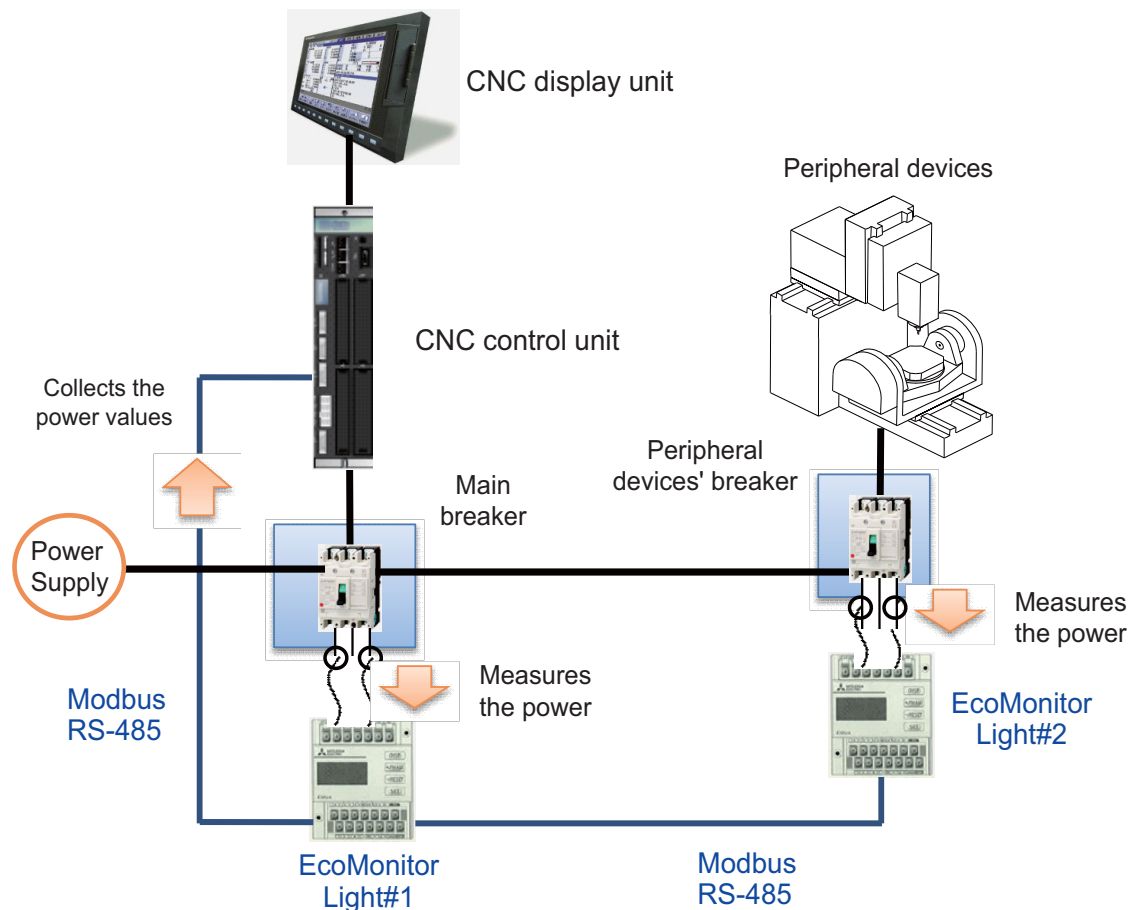 CNC display unit
Peripheral devices
CNC control unit
Collects the
power values
Peripheral
devices' breaker
Main
breaker
Power
Supply
Measures
the power
Measures
the power
Modbus
RS-485
EcoMonitor
Light#2
EcoMonitor
Light#1
Modbus
RS-485